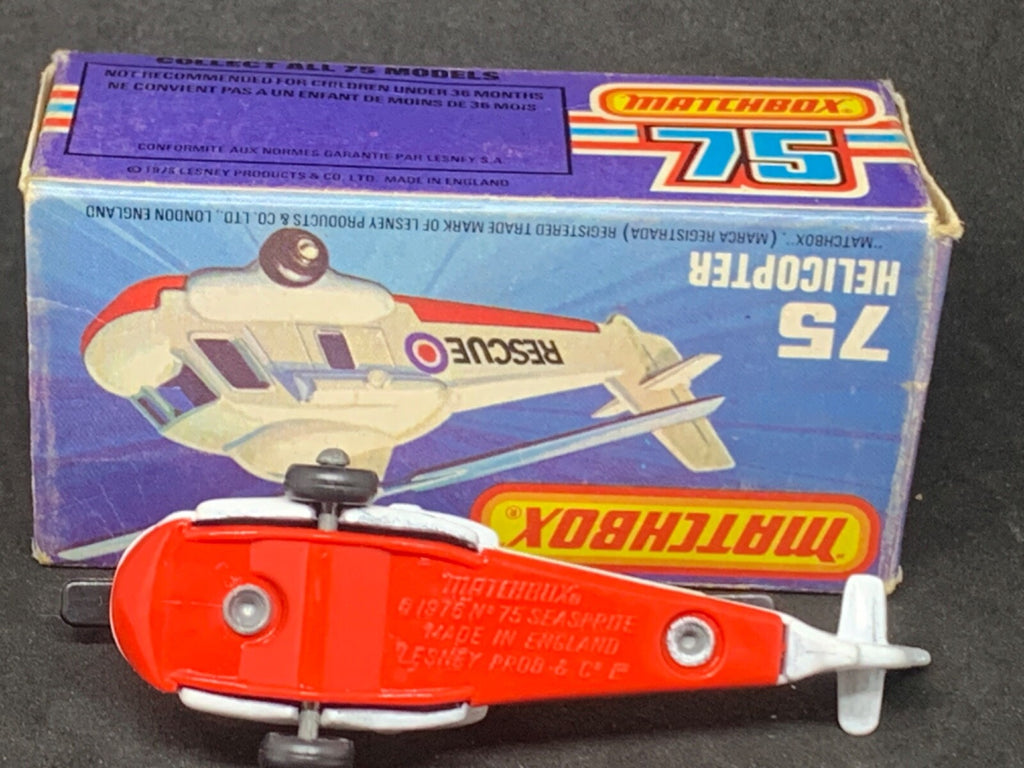 COLLECT ALL 75 MODELS
NOT RECOMMENDED FOR CHILDREN UNDER 36 MONTHS
NE CONVIENT PAS A UN ENFANT DE MOINS DE 36 MOIS
CONFORMITE AUX NORMES GARANTIE PAR LESNEY S.A.
© 1976 LESNEY PRODUCTS & CO. LTD. MADE IN ENGLAND
MATCHBOX®
75
"MATCHBOX". (MARCA REGISTRADA) REGISTERED TRADE MARK OF LESNEY PRODUCTS & CO. LTD., LONDON ENGLAND
75
HELICOPTER
RESCUE
MATCHBOX®
MATCHBOX®
© 1976 Nº 75 SEASPRITE
MADE IN ENGLAND
LESNEY PROD. & Cº Lᴰ